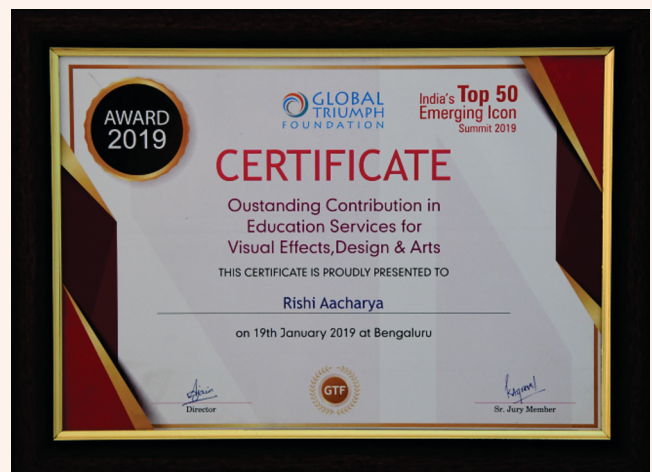 AWARD
2019
GLOBAL
TRIUMPH
FOUNDATION
India's Top 50
Emerging Icon
Summit 2019
CERTIFICATE
Oustanding Contribution in
Education Services for
Visual Effects,Design & Arts
THIS CERTIFICATE IS PROUDLY PRESENTED TO
Rishi Aacharya
on 19th January 2019 at Bengaluru
GTF
Director
Sr. Jury Member